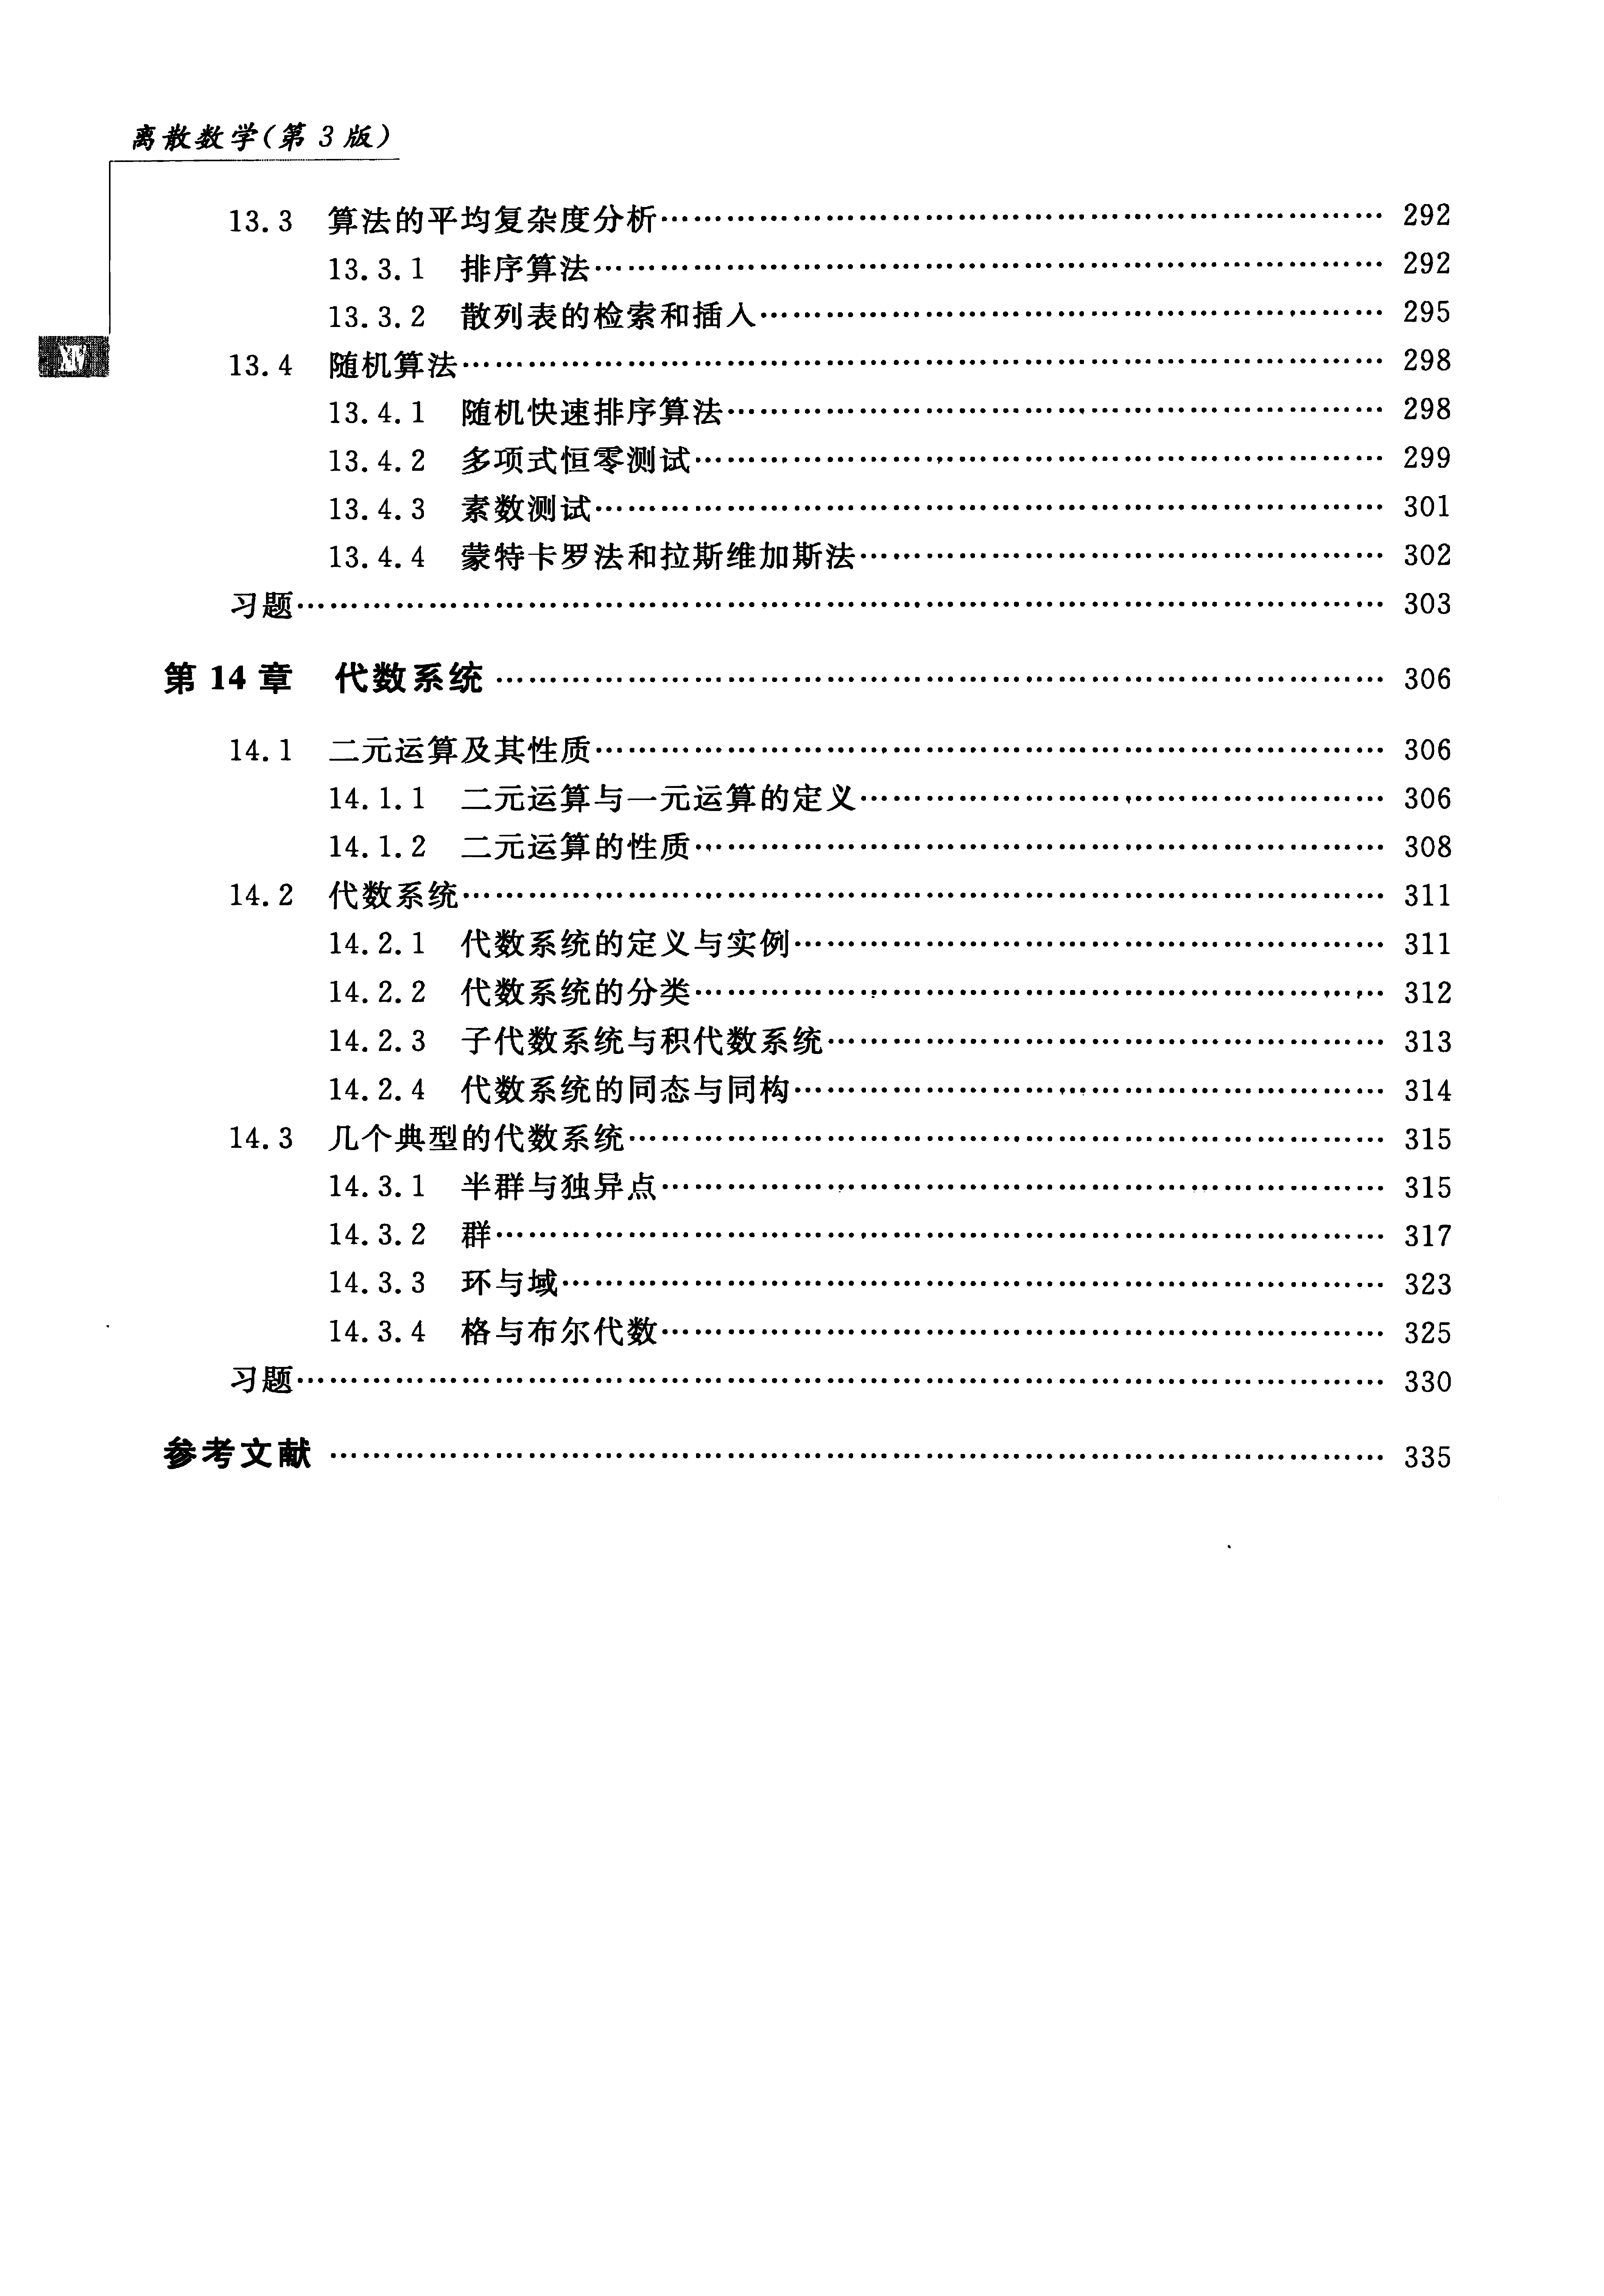 离散数学(第 3 版)
XIV
13.3 算法的平均复杂度分析 292
13.3.1 排序算法 292
13.3.2 散列表的检索和插入 295
13.4 随机算法 298
13.4.1 随机快速排序算法 298
13.4.2 多项式恒零测试 299
13.4.3 素数测试 301
13.4.4 蒙特卡罗法和拉斯维加斯法 302
习题 303
第 14 章 代数系统 306
14.1 二元运算及其性质 306
14.1.1 二元运算与一元运算的定义 306
14.1.2 二元运算的性质 308
14.2 代数系统 311
14.2.1 代数系统的定义与实例 311
14.2.2 代数系统的分类 312
14.2.3 子代数系统与积代数系统 313
14.2.4 代数系统的同态与同构 314
14.3 几个典型的代数系统 315
14.3.1 半群与独异点 315
14.3.2 群 317
14.3.3 环与域 323
14.3.4 格与布尔代数 325
习题 330
参考文献 335